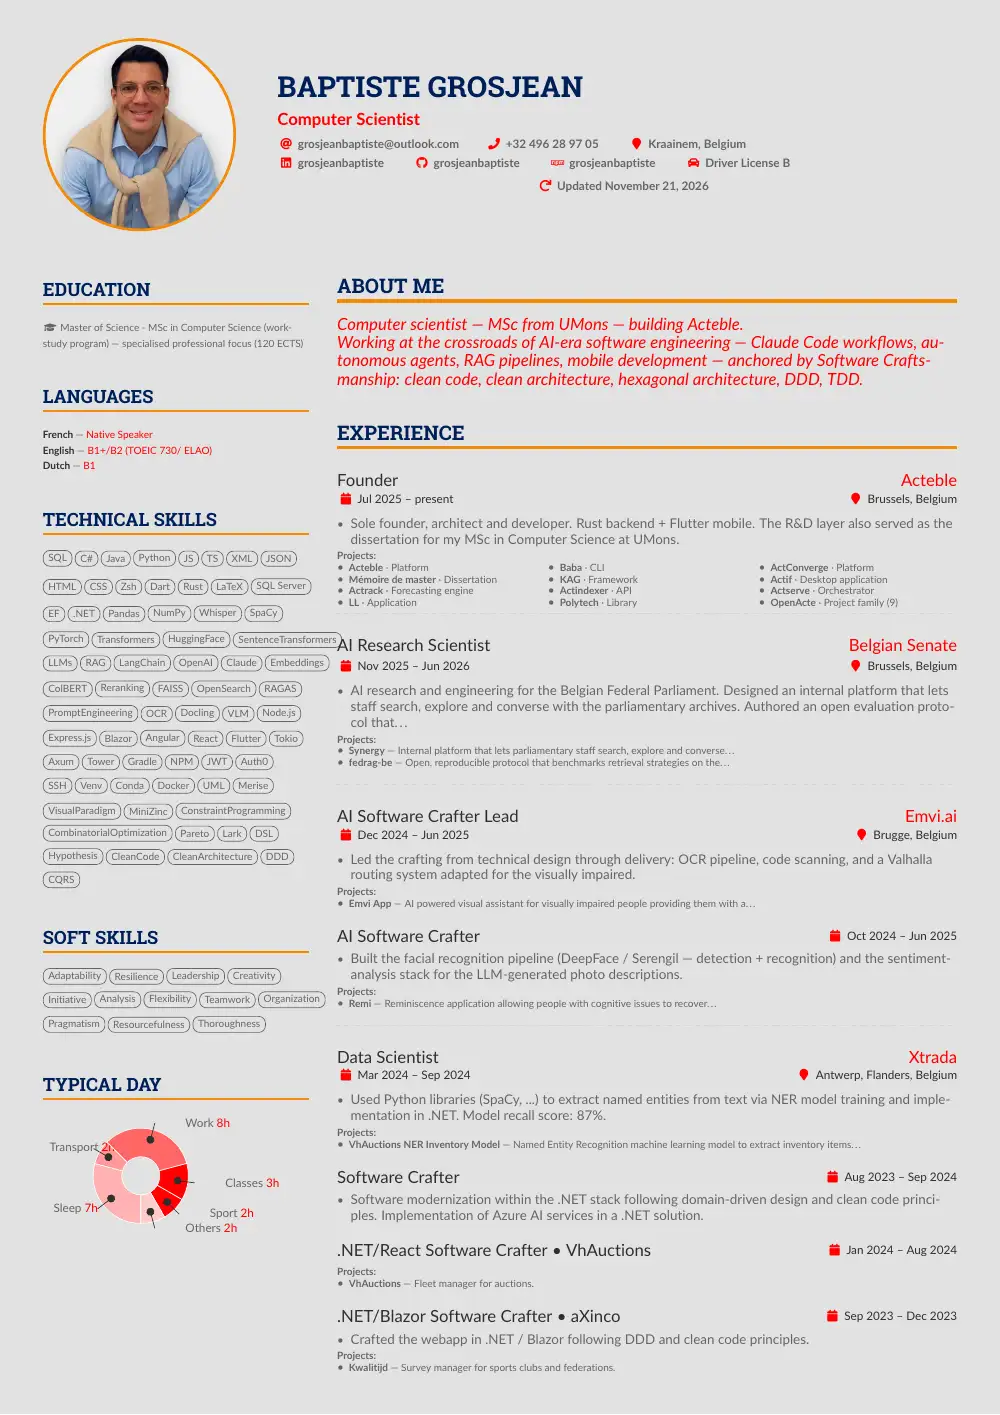 BAPTISTE GROSJEAN
Computer Scientist
grosjeanbaptiste@outlook.com +32 496 28 97 05 Kraainem, Belgium
grosjeanbaptiste grosjeanbaptiste grosjeanbaptiste Driver License B
Updated November 21, 2026
EDUCATION
Master of Science - MSc in Computer Science (work-
study program) — specialised professional focus (120 ECTS)
LANGUAGES
French — Native Speaker
English — B1+/B2 (TOEIC 730/ ELAO)
Dutch — B1
TECHNICAL SKILLS
SQL C# Java Python JS TS XML JSON
HTML CSS Zsh Dart Rust LaTeX SQL Server
EF .NET Pandas NumPy Whisper SpaCy
PyTorch Transformers HuggingFace SentenceTransformers
LLMs RAG LangChain OpenAI Claude Embeddings
ColBERT Reranking FAISS OpenSearch RAGAS
PromptEngineering OCR Docling VLM Node.js
Express.js Blazor Angular React Flutter Tokio
Axum Tower Gradle NPM JWT Auth0
SSH Venv Conda Docker UML Merise
VisualParadigm MiniZinc ConstraintProgramming
CombinatorialOptimization Pareto Lark DSL
Hypothesis CleanCode CleanArchitecture DDD
CQRS
SOFT SKILLS
Adaptability Resilience Leadership Creativity
Initiative Analysis Flexibility Teamwork Organization
Pragmatism Resourcefulness Thoroughness
TYPICAL DAY
Work 8h
Transport 2h
Classes 3h
Sleep 7h
Sport 2h
Others 2h
ABOUT ME
Computer scientist — MSc from UMons — building Acteble.
Working at the crossroads of AI-era software engineering — Claude Code workflows, au-
tonomous agents, RAG pipelines, mobile development — anchored by Software Crafts-
manship: clean code, clean architecture, hexagonal architecture, DDD, TDD.
EXPERIENCE
Founder Acteble
Jul 2025 – present Brussels, Belgium
• Sole founder, architect and developer. Rust backend + Flutter mobile. The R&D layer also served as the
dissertation for my MSc in Computer Science at UMons.
Projects:
• Acteble · Platform • Baba · CLI • ActConverge · Platform
• Mémoire de master · Dissertation • KAG · Framework • Actif · Desktop application
• Actrack · Forecasting engine • Actindexer · API • Actserve · Orchestrator
• LL · Application • Polytech · Library • OpenActe · Project family (9)
AI Research Scientist Belgian Senate
Nov 2025 – Jun 2026 Brussels, Belgium
• AI research and engineering for the Belgian Federal Parliament. Designed an internal platform that lets
staff search, explore and converse with the parliamentary archives. Authored an open evaluation proto-
col that…
Projects:
• Synergy — Internal platform that lets parliamentary staff search, explore and converse…
• fedrag-be — Open, reproducible protocol that benchmarks retrieval strategies on the…
AI Software Crafter Lead Emvi.ai
Dec 2024 – Jun 2025 Brugge, Belgium
• Led the crafting from technical design through delivery: OCR pipeline, code scanning, and a Valhalla
routing system adapted for the visually impaired.
Projects:
• Emvi App — AI powered visual assistant for visually impaired people providing them with a…
AI Software Crafter Oct 2024 – Jun 2025
• Built the facial recognition pipeline (DeepFace / Serengil — detection + recognition) and the sentiment-
analysis stack for the LLM-generated photo descriptions.
Projects:
• Remi — Reminiscence application allowing people with cognitive issues to recover…
Data Scientist Xtrada
Mar 2024 – Sep 2024 Antwerp, Flanders, Belgium
• Used Python libraries (SpaCy, ...) to extract named entities from text via NER model training and imple-
mentation in .NET. Model recall score: 87%.
Projects:
• VhAuctions NER Inventory Model — Named Entity Recognition machine learning model to extract inventory items…
Software Crafter Aug 2023 – Sep 2024
• Software modernization within the .NET stack following domain-driven design and clean code princi-
ples. Implementation of Azure AI services in a .NET solution.
.NET/React Software Crafter • VhAuctions Jan 2024 – Aug 2024
Projects:
• VhAuctions — Fleet manager for auctions.
.NET/Blazor Software Crafter • aXinco Sep 2023 – Dec 2023
• Crafted the webapp in .NET / Blazor following DDD and clean code principles.
Projects:
• Kwalitijd — Survey manager for sports clubs and federations.